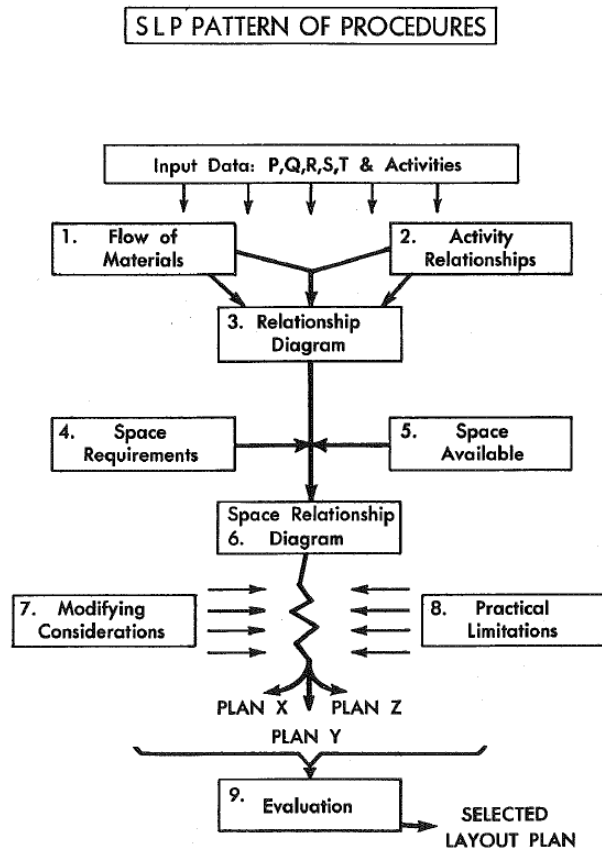 SLP PATTERN OF PROCEDURES
Input Data: P,Q,R,S,T & Activities
1. Flow of
Materials
2. Activity
Relationships
3. Relationship
Diagram
4. Space
Requirements
5. Space
Available
Space Relationship
6. Diagram
7. Modifying
Considerations
8. Practical
Limitations
PLAN X
PLAN Z
PLAN Y
9. Evaluation
SELECTED
LAYOUT PLAN